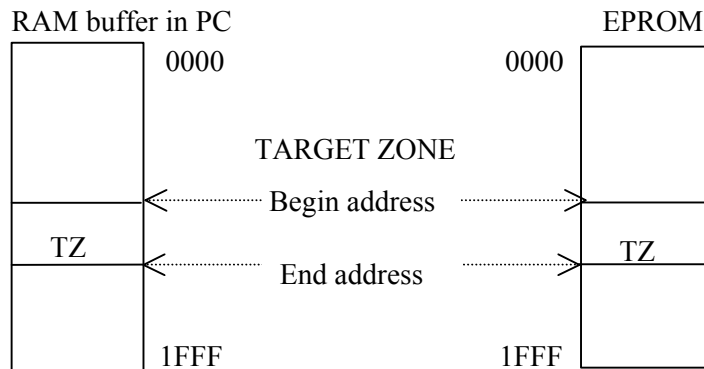 RAM buffer in PC EPROM
0000 0000
TARGET ZONE
Begin address
TZ TZ
End address
1FFF 1FFF